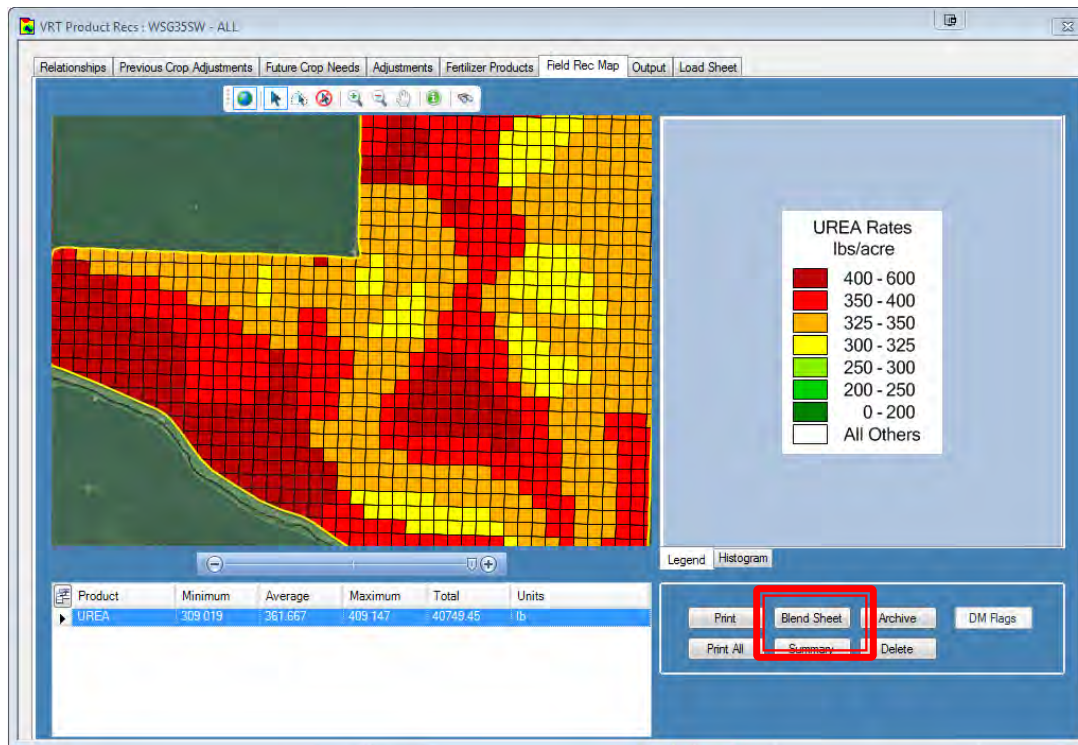 VRT Product Recs : WSG35SW - ALL
Relationships Previous Crop Adjustments Future Crop Needs Adjustments Fertilizer Products Field Rec Map Output Load Sheet
UREA Rates
lbs/acre
400 - 600
350 - 400
325 - 350
300 - 325
250 - 300
200 - 250
0 - 200
All Others
Legend Histogram
Product Minimum Average Maximum Total Units
UREA 309.019 361.667 409.147 40749.45 lb
Print Blend Sheet Archive DM Flags
Print All Summary Delete